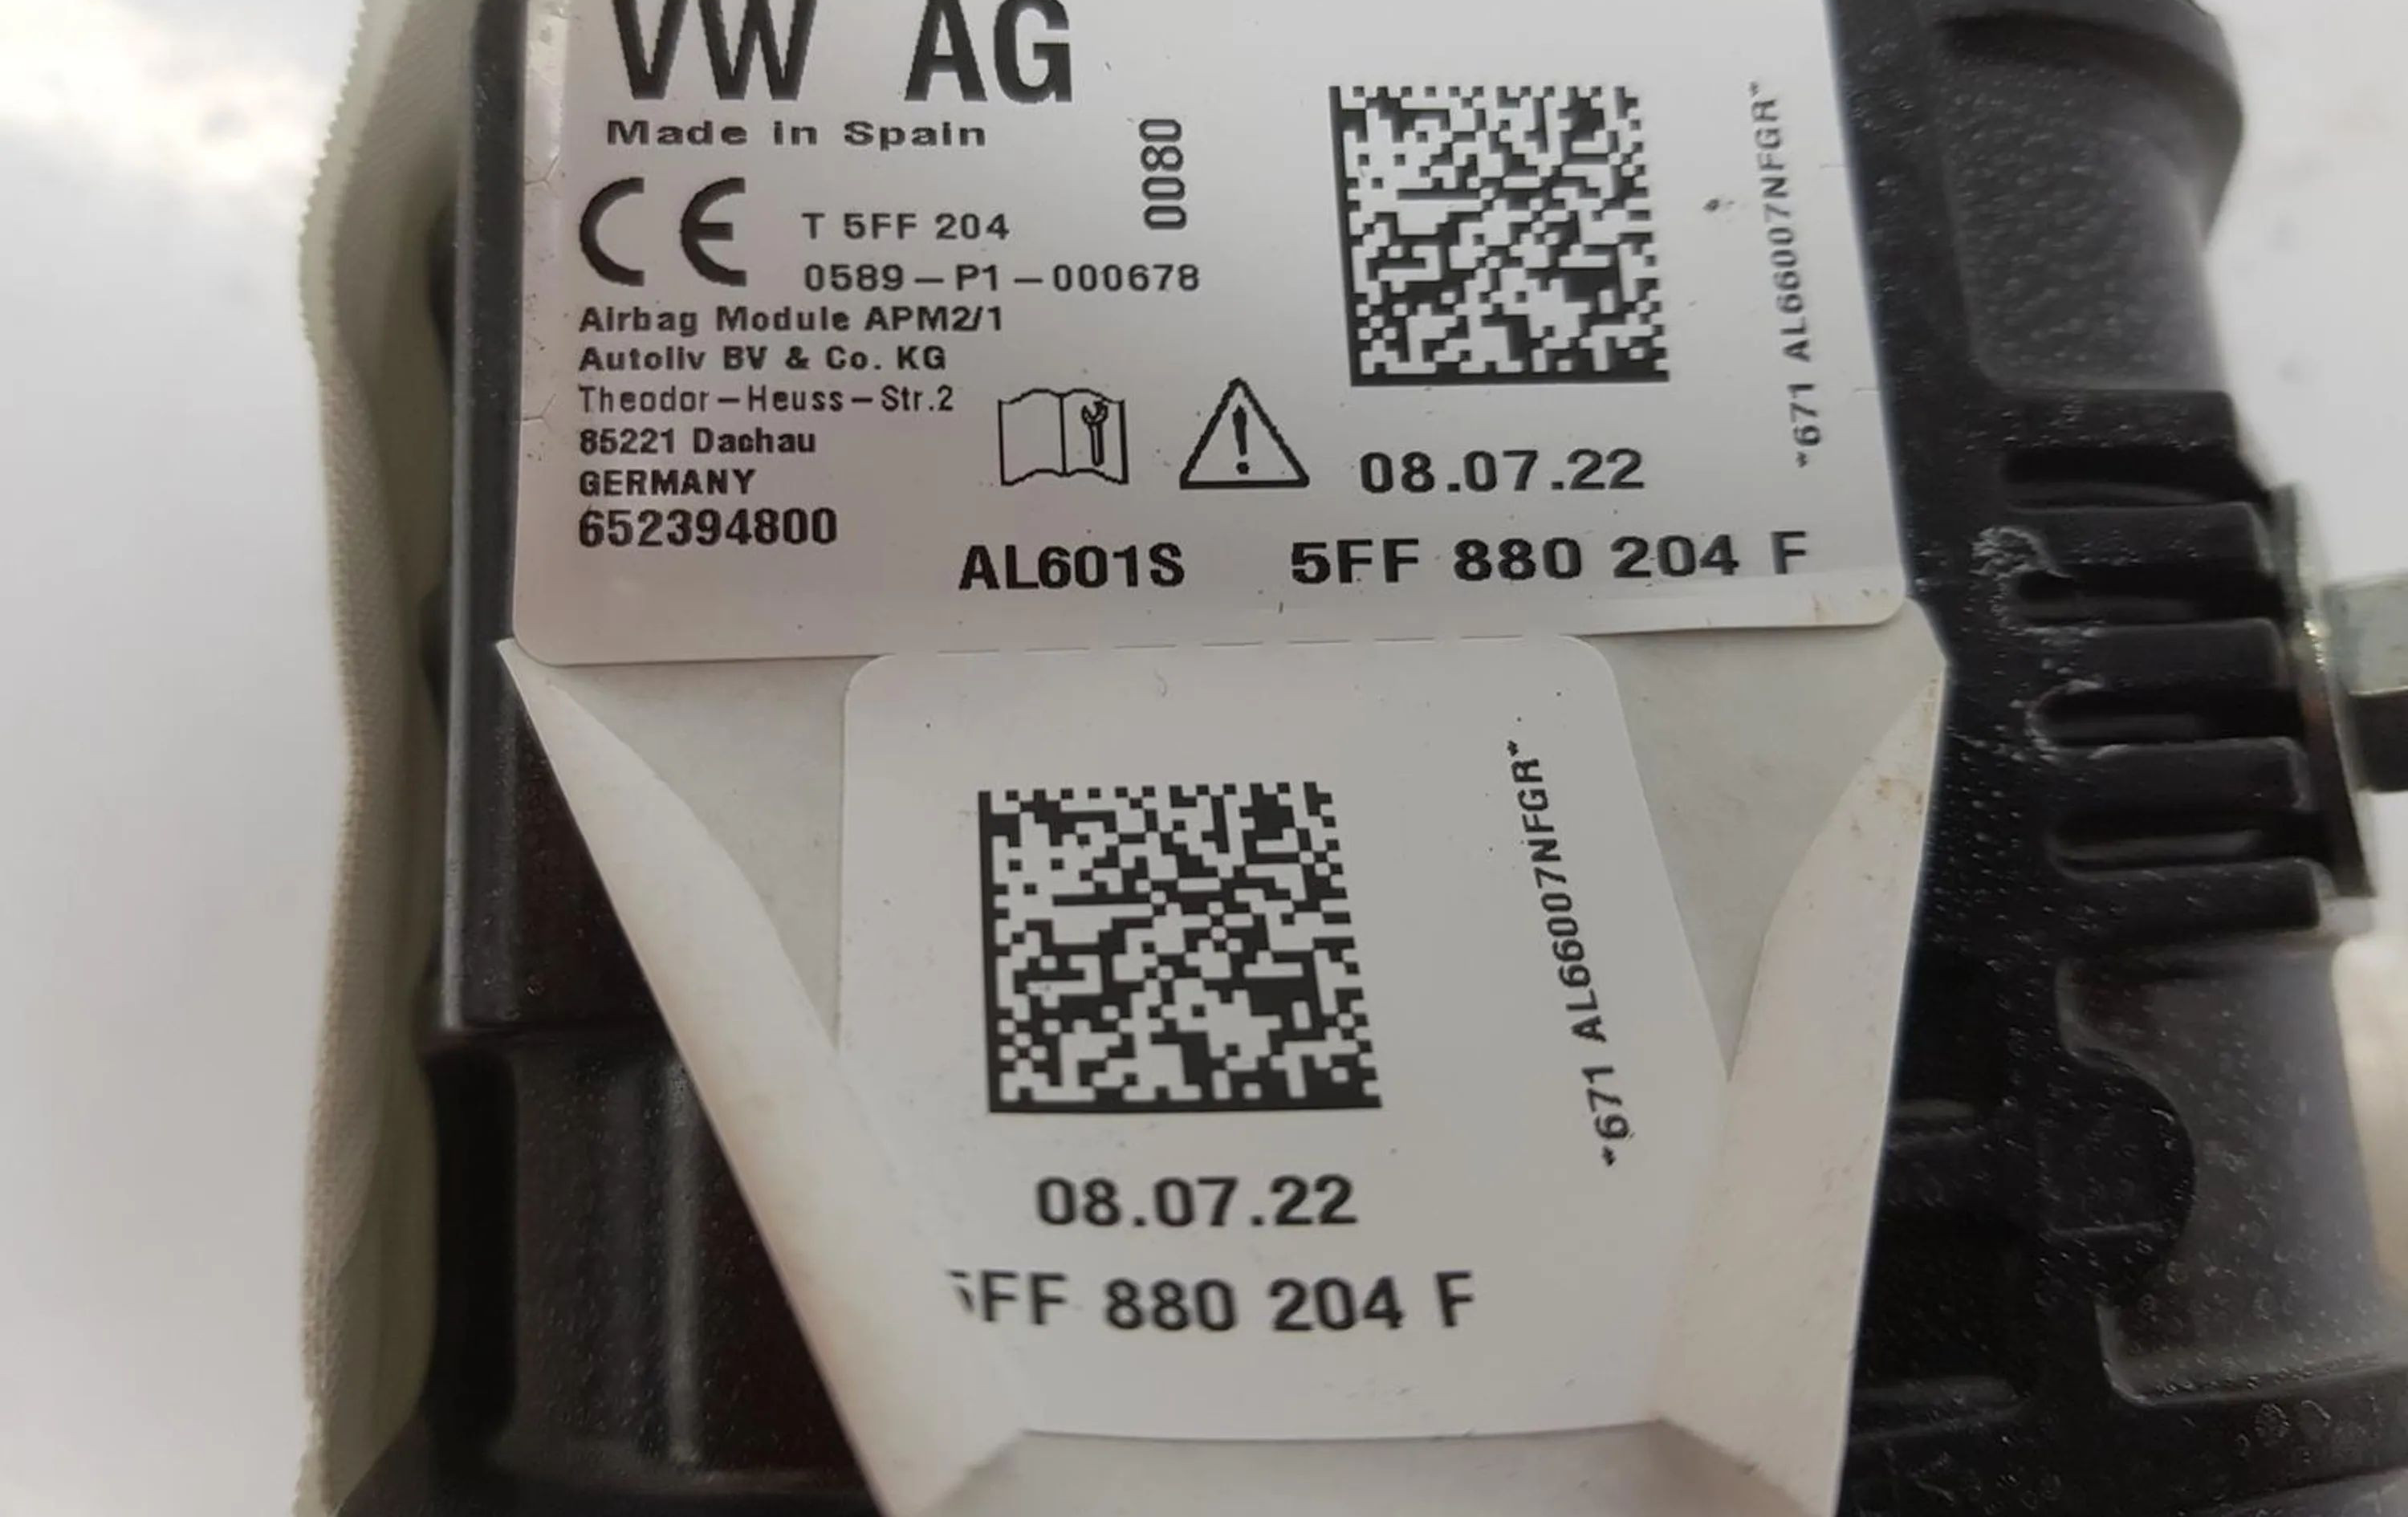 VW AG
Made in Spain
0080
T 5FF 204
0589-P1-000678
Airbag Module APM2/1
Autoliv BV & Co. KG
Theodor-Heuss-Str.2
85221 Dachau
GERMANY
652394800
08.07.22
AL601S 5FF 880 204 F
*671 AL66007NFGR*
*671 AL66007NFGR*
08.07.22
5FF 880 204 F